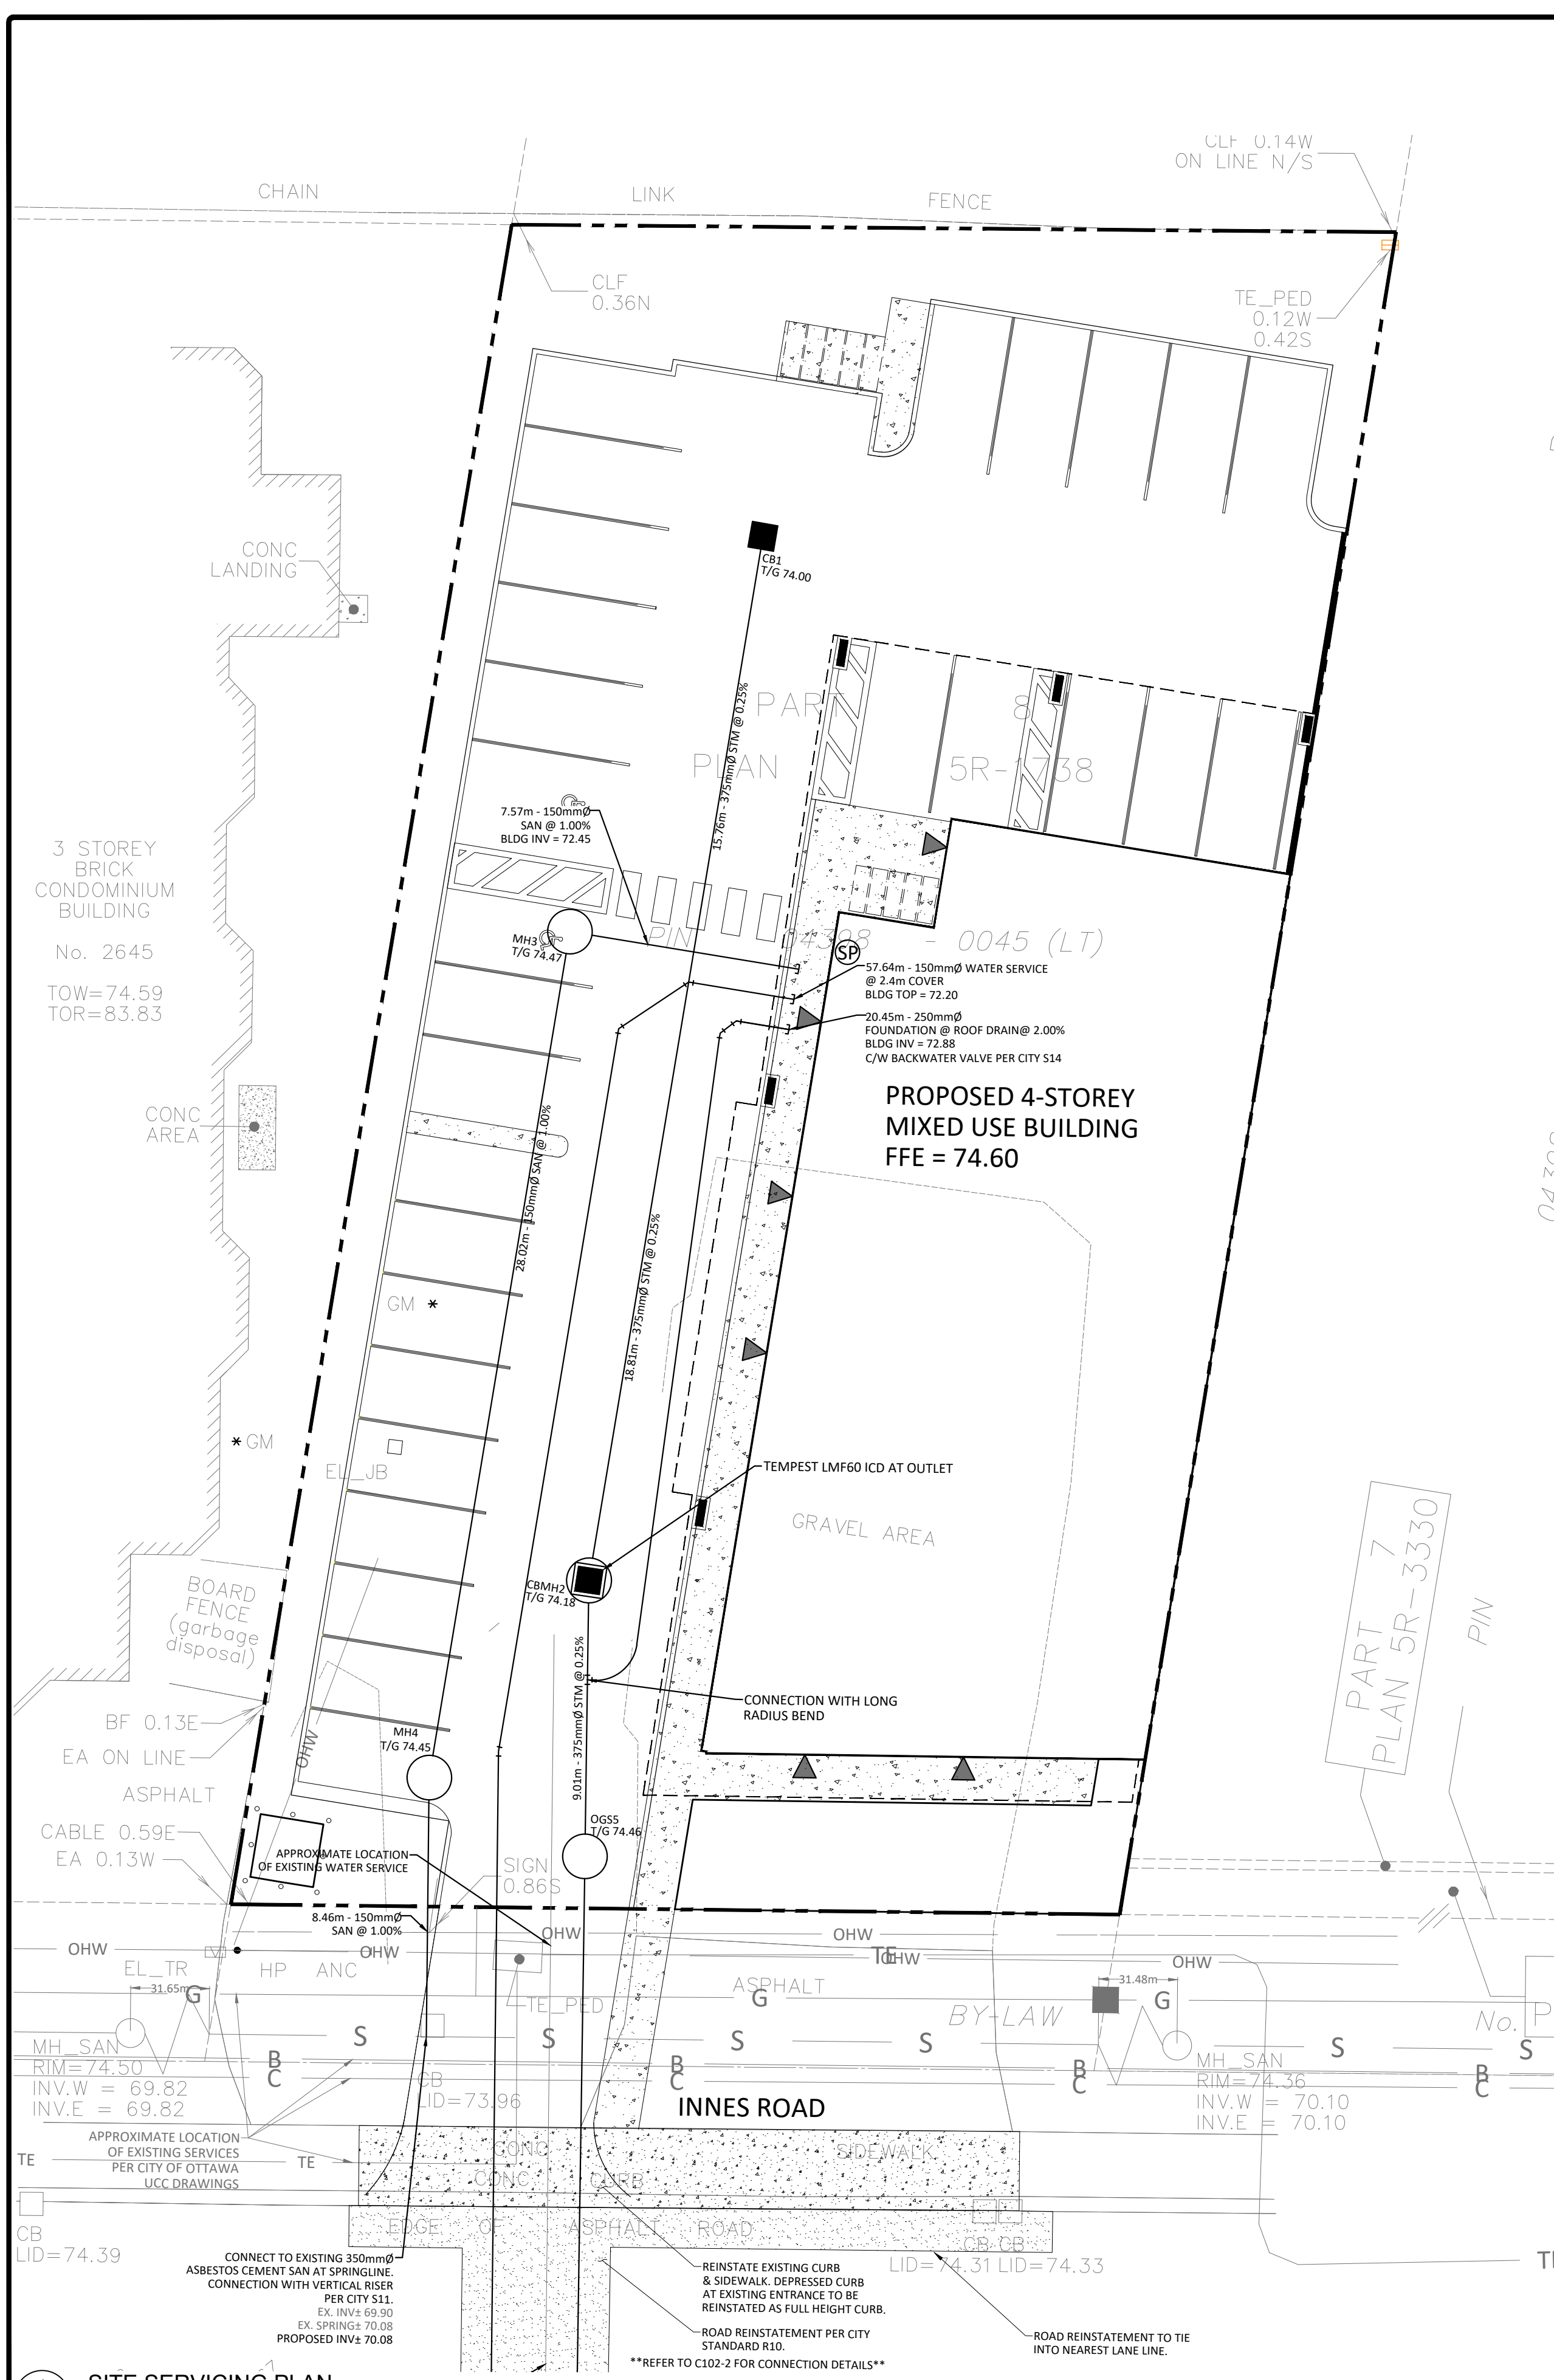 CLF 0.14W
ON LINE N/S
CHAIN
LINK
FENCE
CLF
0.36N
TE_PED
0.12W
0.42S
CONC
LANDING
CB1
T/G 74.00
15.76m - 375mmØ STM @ 0.25%
PART
8
PLAN
5R-1738
7.57m - 150mmØ
SAN @ 1.00%
BLDG INV = 72.45
3 STOREY
BRICK
CONDOMINIUM
BUILDING
No. 2645
TOW=74.59
TOR=83.83
MH3
T/G 74.47
PIN
04398
- 0045 (LT)
SP
57.64m - 150mmØ WATER SERVICE
@ 2.4m COVER
BLDG TOP = 72.20
20.45m - 250mmØ
FOUNDATION @ ROOF DRAIN@ 2.00%
BLDG INV = 72.88
C/W BACKWATER VALVE PER CITY S14
PROPOSED 4-STOREY
MIXED USE BUILDING
FFE = 74.60
CONC
AREA
28.02m - 150mmØ SAN @ 1.00%
18.81m - 375mmØ STM @ 0.25%
GM
GM
EL_JB
TEMPEST LMF60 ICD AT OUTLET
GRAVEL AREA
CBMH2
T/G 74.18
BOARD
FENCE
(garbage
disposal)
PART 7
PLAN 5R-3330
PIN
9.01m - 375mmØ STM @ 0.25%
CONNECTION WITH LONG
RADIUS BEND
BF 0.13E
EA ON LINE
OHW
MH4
T/G 74.45
ASPHALT
CABLE 0.59E
EA 0.13W
OGS5
T/G 74.46
APPROXIMATE LOCATION
OF EXISTING WATER SERVICE
SIGN
0.86S
8.46m - 150mmØ
SAN @ 1.00%
OHW
OHW
OHW
OHW
TE
OHW
OHW
EL_TR
HP ANC
31.65m
G
TE_PED
ASPHALT
G
31.48m
G
BY-LAW
No.
P
S
S
S
S
S
S
MH_SAN
RIM=74.50
INV.W = 69.82
INV.E = 69.82
B
C
B
C
B
C
B
C
CB
LID=73.96
INNES ROAD
MH_SAN
RIM=74.36
INV.W = 70.10
INV.E = 70.10
APPROXIMATE LOCATION
OF EXISTING SERVICES
PER CITY OF OTTAWA
UCC DRAWINGS
TE
TE
CONC
SIDEWALK
CONC
CURB
EDGE OF ASPHALT ROAD
CB
LID=74.39
CB CB
LID=74.31 LID=74.33
CONNECT TO EXISTING 350mmØ
ASBESTOS CEMENT SAN AT SPRINGLINE.
CONNECTION WITH VERTICAL RISER
PER CITY S11.
EX. INV± 69.90
EX. SPRING± 70.08
PROPOSED INV± 70.08
REINSTATE EXISTING CURB
& SIDEWALK. DEPRESSED CURB
AT EXISTING ENTRANCE TO BE
REINSTATED AS FULL HEIGHT CURB.
ROAD REINSTATEMENT PER CITY
STANDARD R10.
ROAD REINSTATEMENT TO TIE
INTO NEAREST LANE LINE.
**REFER TO C102-2 FOR CONNECTION DETAILS**
SITE SERVICING PLAN